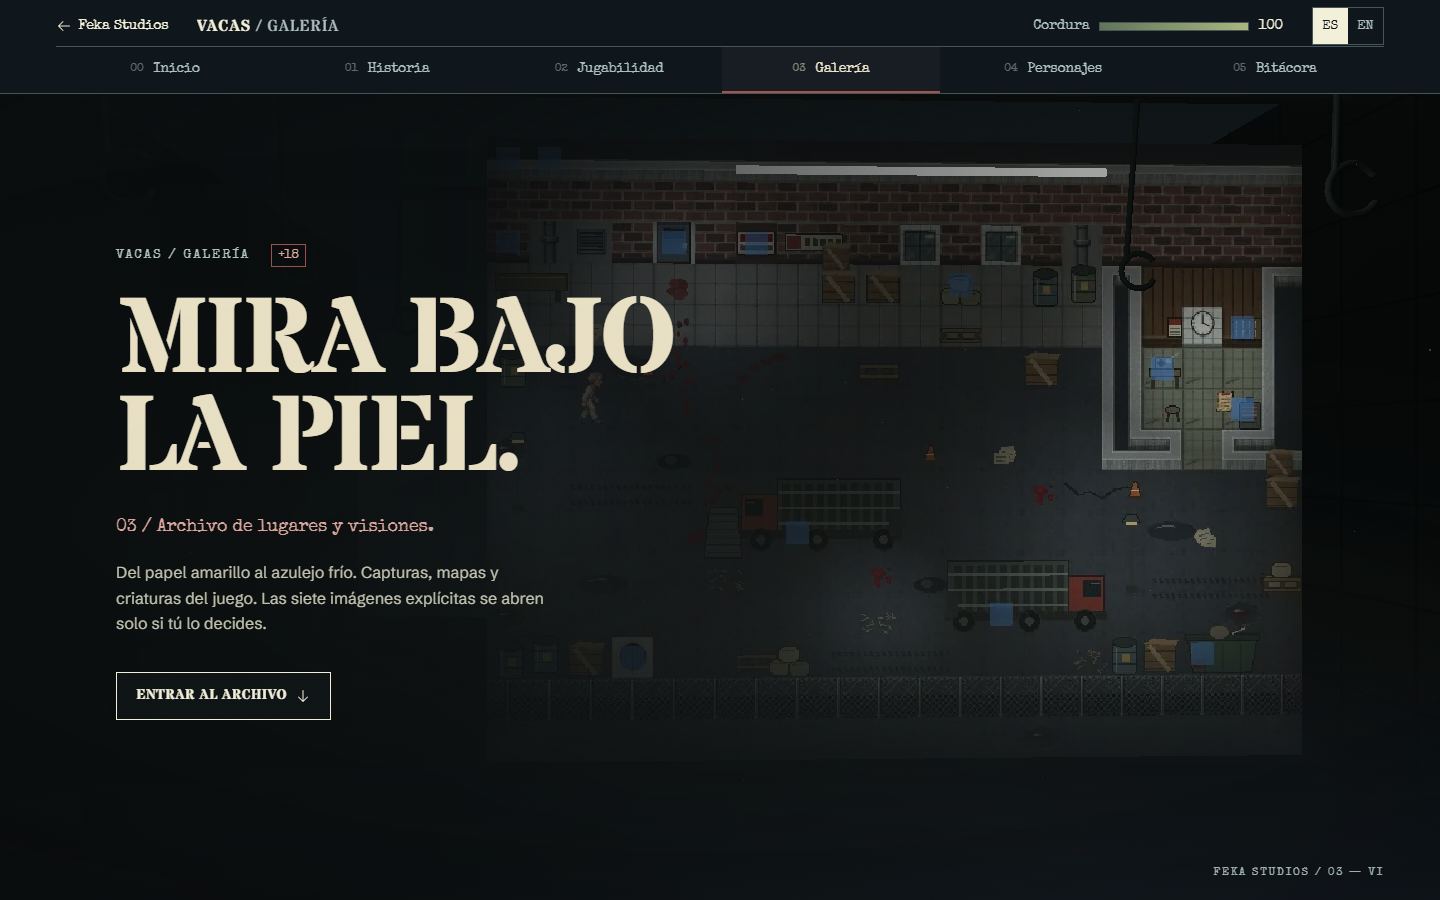 ← Feka Studios VACAS / GALERÍA Cordura 100 ES EN
00 Inicio 01 Historia 02 Jugabilidad 03 Galería 04 Personajes 05 Bitácora
VACAS / GALERÍA +18
MIRA BAJO
LA PIEL.
03 / Archivo de lugares y visiones.
Del papel amarillo al azulejo frío. Capturas, mapas y
criaturas del juego. Las siete imágenes explícitas se abren
solo si tú lo decides.
ENTRAR AL ARCHIVO ↓
FEKA STUDIOS / 03 — VI